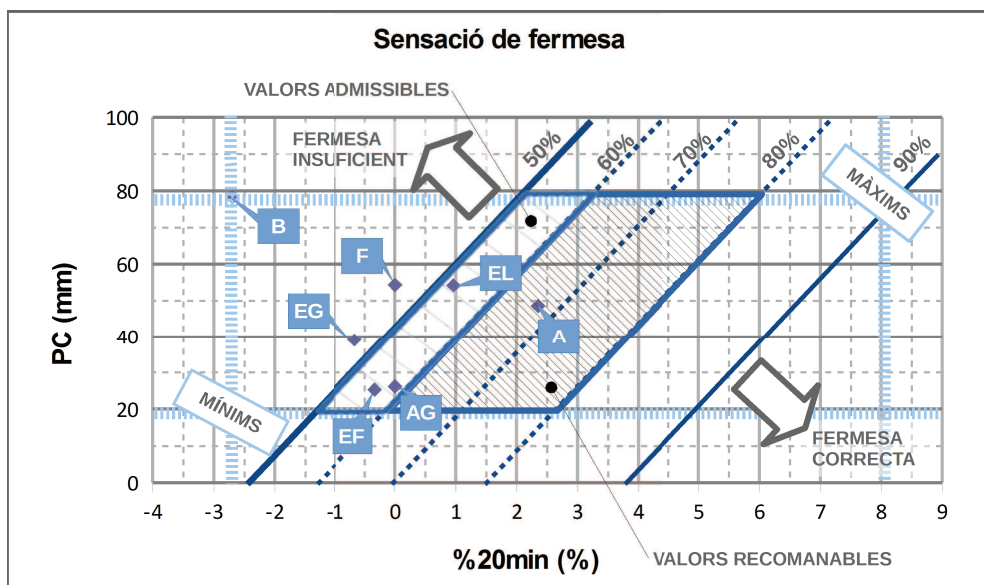 Sensació de fermesa
VALORS ADMISSIBLES
FERMESA
INSUFICIENT
50%
60%
70%
80%
90%
MÀXIMS
MÍNIMS
B
F
EL
EG
A
AG
EF
FERMESA
CORRECTA
VALORS RECOMANABLES
PC (mm)
100
80
60
40
20
0
-4 -3 -2 -1 0 1 2 3 4 5 6 7 8 9
%20min (%)